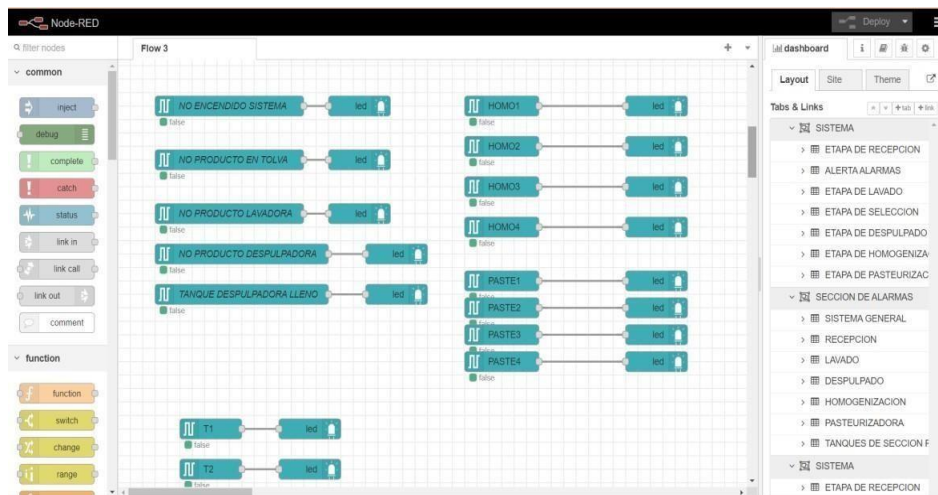 Node-RED
Deploy
filter nodes
common
inject
debug
complete
catch
status
link in
link call
link out
comment
function
function
switch
change
range
Flow 3
NO ENCENDIDO SISTEMA
led
false
NO PRODUCTO EN TOLVA
led
false
NO PRODUCTO LAVADORA
led
false
NO PRODUCTO DESPULPADORA
led
false
TANQUE DESPULPADORA LLENO
led
false
T1
led
false
T2
led
false
HOMO1
led
false
HOMO2
led
false
HOMO3
led
false
HOMO4
led
false
PASTE1
led
false
PASTE2
led
false
PASTE3
led
false
PASTE4
led
false
dashboard
i
Layout
Site
Theme
Tabs & Links
+ tab
+ link
SISTEMA
ETAPA DE RECEPCION
ALERTA ALARMAS
ETAPA DE LAVADO
ETAPA DE SELECCION
ETAPA DE DESPULPADO
ETAPA DE HOMOGENIZA
ETAPA DE PASTEURIZAC
SECCION DE ALARMAS
SISTEMA GENERAL
RECEPCION
LAVADO
DESPULPADO
HOMOGENIZACION
PASTEURIZADORA
TANQUES DE SECCION F
SISTEMA
ETAPA DE RECEPCION